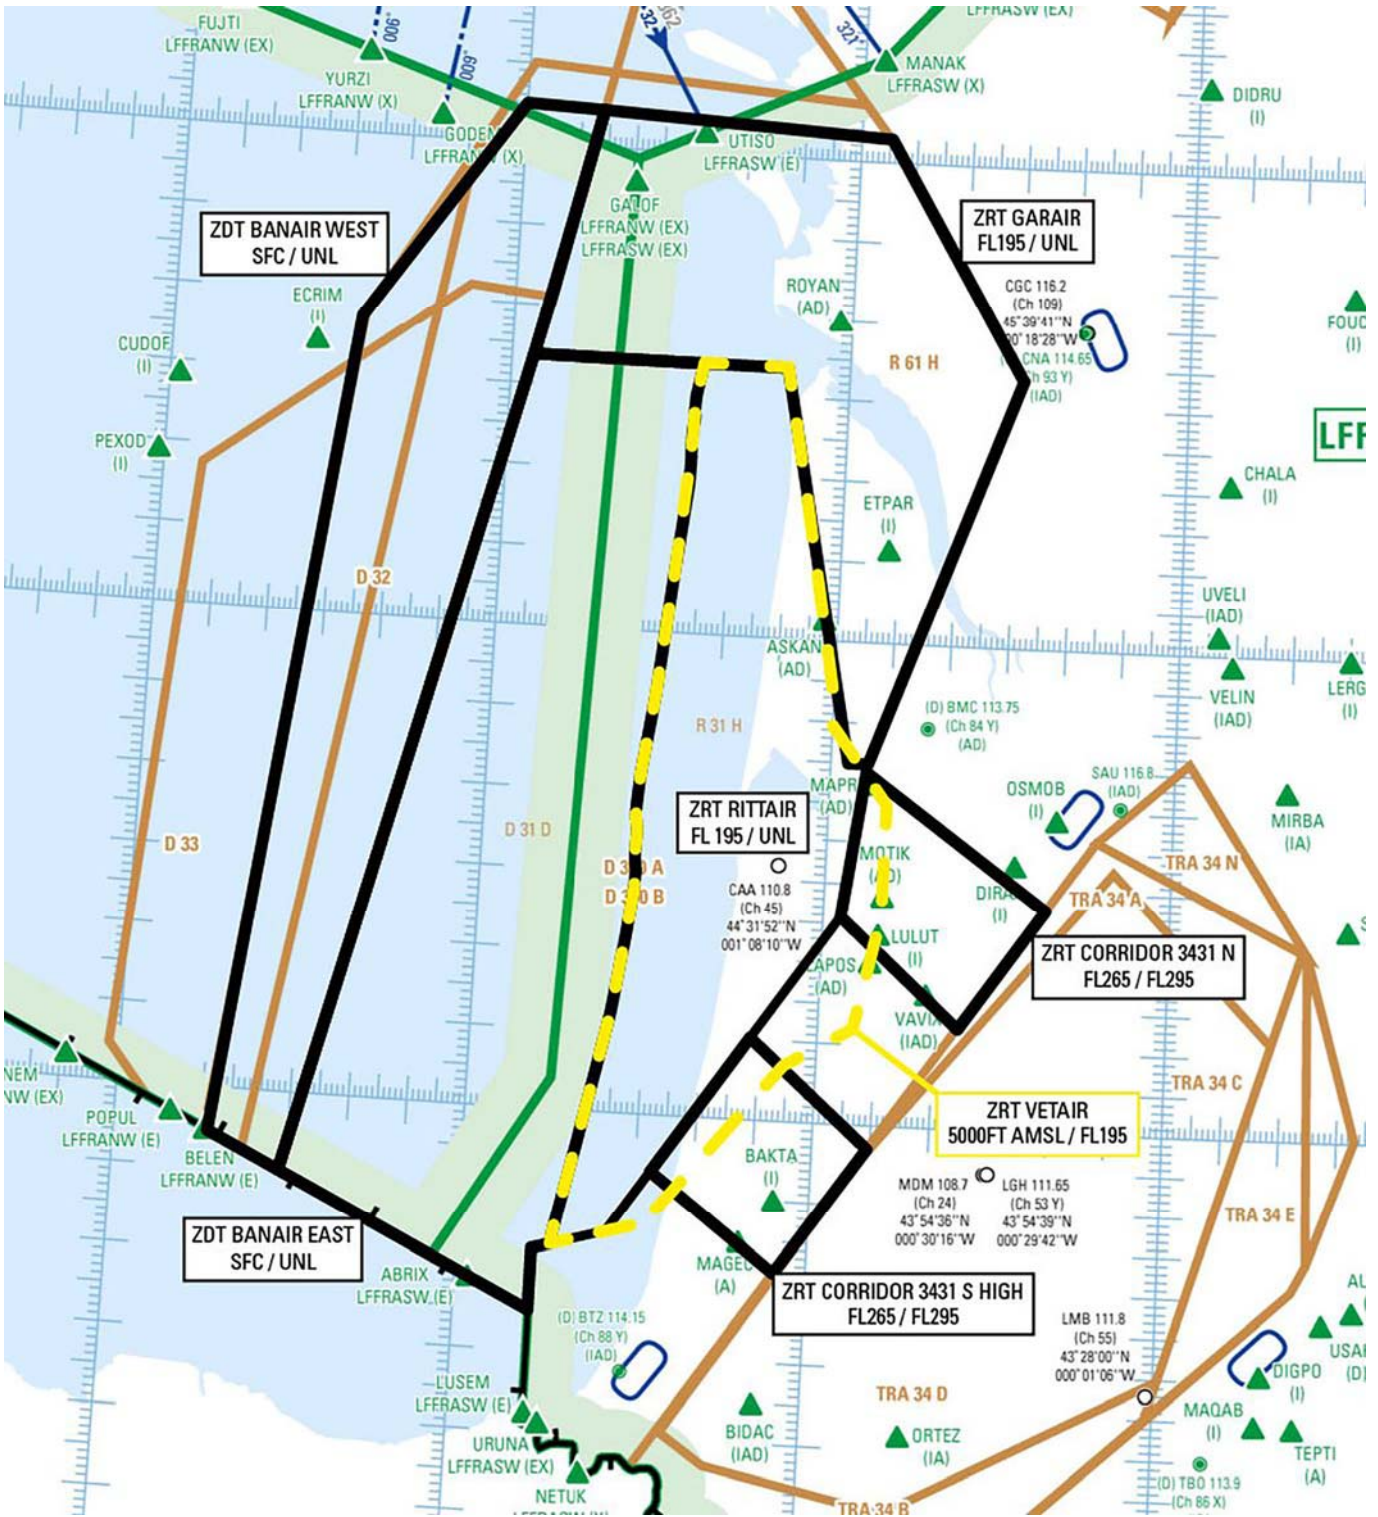 FUJTI
LFFRANW (EX)
006°
009°
321°
LFFRASW (EX)
YURZI
LFFRANW (X)
MANAK
LFFRASW (X)
DIDRU
(I)
UTISO
LFFRASW (E)
GALOF
LFFRANW (EX)
LFFRASW (EX)
ZDT BANAIR WEST
SFC / UNL
ZRT GARAIR
FL195 / UNL
ECRIM
(I)
ROYAN
(AD)
CGC 116.2
(Ch 109)
45°39'41''N
CNA 114.65
(IAD)
CUDOF
(I)
R 61 H
PEXOD
(I)
CHALA
(I)
ETPAR
(I)
D 32
UVELI
(IAD)
ASKAN
(AD)
VELIN
(IAD)
(I)
R 31 H
(D) BMC 113.75
(Ch 84 Y)
(AD)
OSMOB
(I)
SAU 116.8
(IAD)
MIRBA
(IA)
ZRT RITTAIR
FL 195 / UNL
D 33
D 31 D
MOTIK
TRA 34 N
TRA 34 A
CAA 110.8
(Ch 45)
44°31'52''N
001°08'10''W
LULUT
(I)
(AD)
(I)
ZRT CORRIDOR 3431 N
FL265 / FL295
(IAD)
TRA 34 C
POPUL
LFFRANW (E)
BELEN
LFFRANW (E)
ZRT VETAIR
5000FT AMSL / FL195
BAKTA
(I)
MDM 108.7
(Ch 24)
43°54'36''N
000°30'16''W
LGH 111.65
(Ch 53 Y)
43°54'39''N
000°29'42''W
TRA 34 E
ZDT BANAIR EAST
SFC / UNL
ABRIX
LFFRASW (E)
(A)
ZRT CORRIDOR 3431 S HIGH
FL265 / FL295
(D) BTZ 114.15
(Ch 88 Y)
(IAD)
LMB 111.8
(Ch 55)
43°28'00''N
000°01'06''W
LUSEM
LFFRASW (E)
TRA 34 D
DIGPO
(I)
(D)
BIDAC
(IAD)
ORTEZ
(IA)
MAQAB
(I)
TEPTI
(A)
URUNA
LFFRASW (EX)
NETUK
(D) TBO 113.9
(Ch 86 X)
TRA 34 B